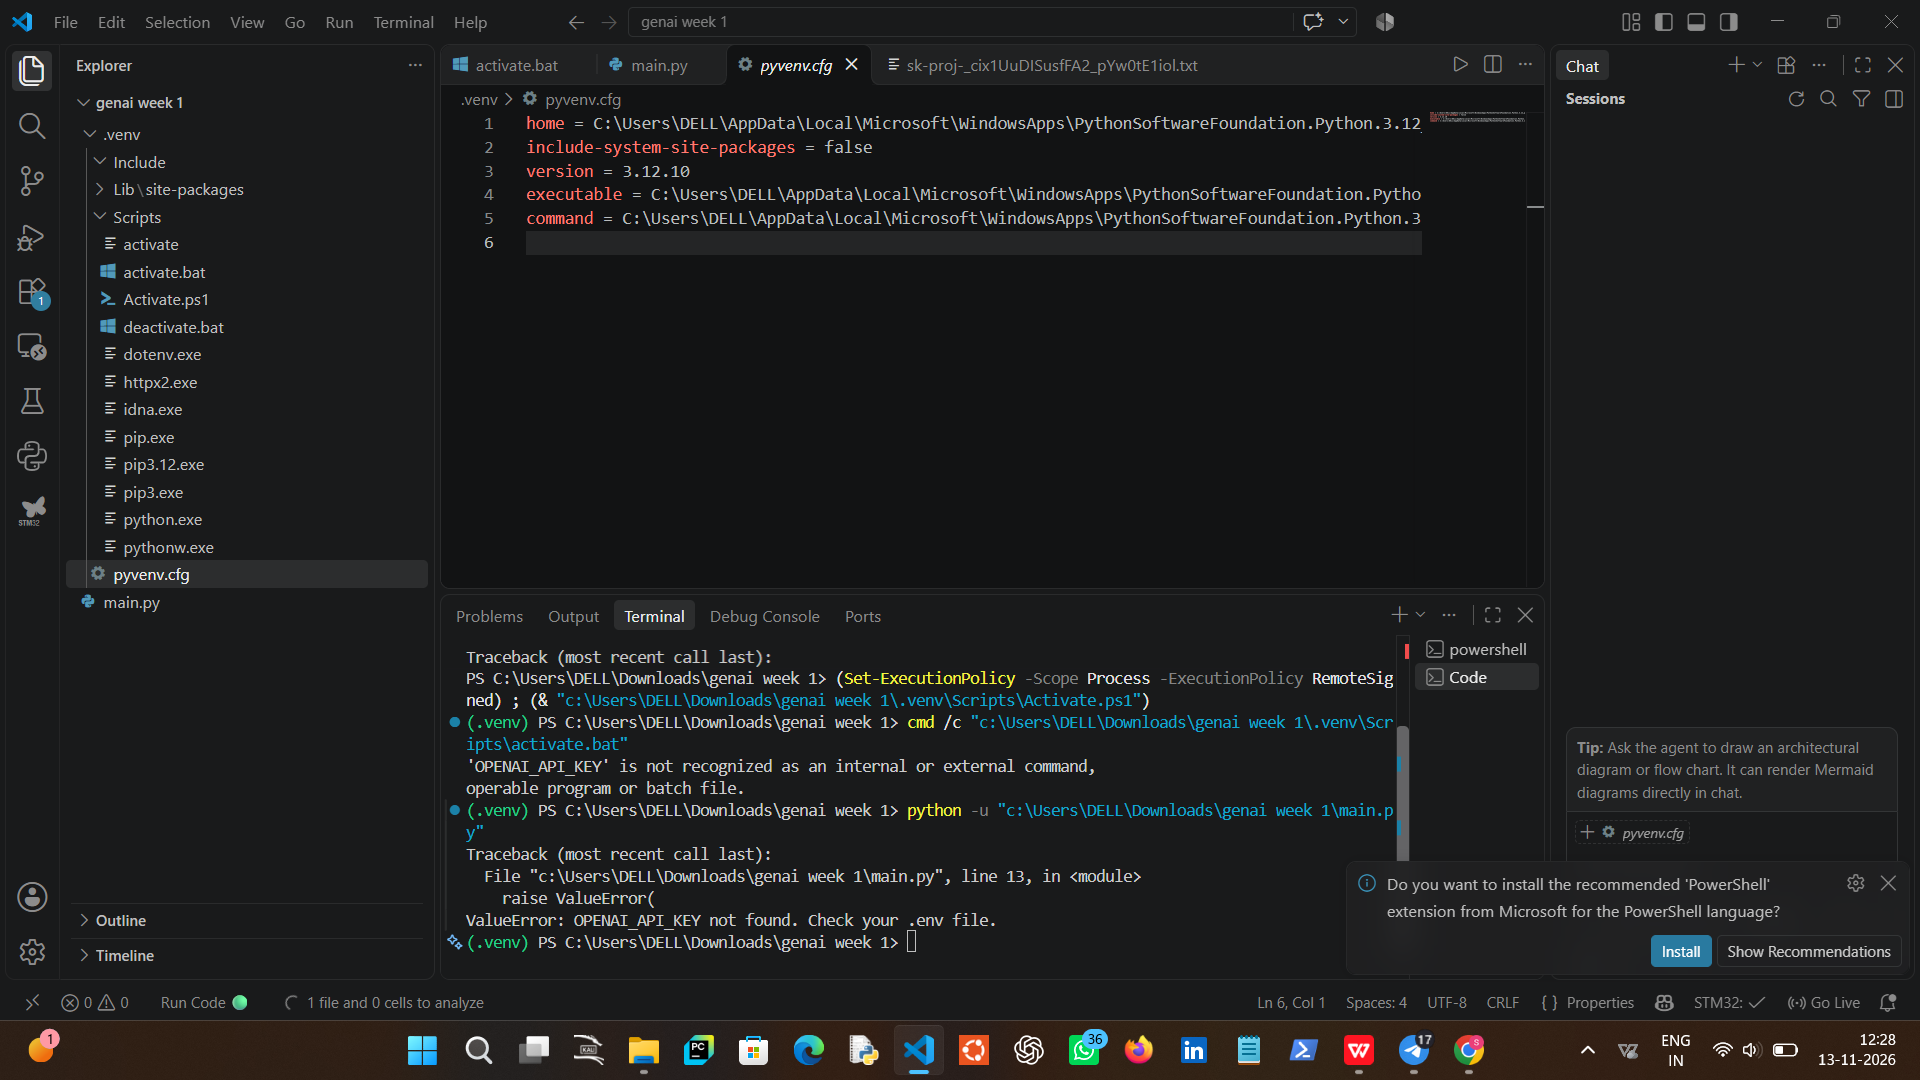 File Edit Selection View Go Run Terminal Help
genai week 1
Explorer
genai week 1
.venv
Include
Lib\site-packages
Scripts
activate
activate.bat
Activate.ps1
deactivate.bat
dotenv.exe
httpx2.exe
idna.exe
pip.exe
pip3.12.exe
pip3.exe
python.exe
pythonw.exe
pyvenv.cfg
main.py
Outline
Timeline
1
STM32
activate.bat main.py pyvenv.cfg sk-proj-_cix1UuDISusfFA2_pYw0tE1iol.txt
.venv > pyvenv.cfg
1 home = C:\Users\DELL\AppData\Local\Microsoft\WindowsApps\PythonSoftwareFoundation.Python.3.12_
2 include-system-site-packages = false
3 version = 3.12.10
4 executable = C:\Users\DELL\AppData\Local\Microsoft\WindowsApps\PythonSoftwareFoundation.Pytho
5 command = C:\Users\DELL\AppData\Local\Microsoft\WindowsApps\PythonSoftwareFoundation.Python.3
6
Problems Output Terminal Debug Console Ports
Traceback (most recent call last):
PS C:\Users\DELL\Downloads\genai week 1> (Set-ExecutionPolicy -Scope Process -ExecutionPolicy RemoteSig
ned) ; (& "c:\Users\DELL\Downloads\genai week 1\.venv\Scripts\Activate.ps1")
(.venv) PS C:\Users\DELL\Downloads\genai week 1> cmd /c "c:\Users\DELL\Downloads\genai week 1\.venv\Scr
ipts\activate.bat"
'OPENAI_API_KEY' is not recognized as an internal or external command,
operable program or batch file.
(.venv) PS C:\Users\DELL\Downloads\genai week 1> python -u "c:\Users\DELL\Downloads\genai week 1\main.p
y"
Traceback (most recent call last):
File "c:\Users\DELL\Downloads\genai week 1\main.py", line 13, in <module>
raise ValueError(
ValueError: OPENAI_API_KEY not found. Check your .env file.
(.venv) PS C:\Users\DELL\Downloads\genai week 1>
powershell
Code
Chat
Sessions
Tip: Ask the agent to draw an architectural
diagram or flow chart. It can render Mermaid
diagrams directly in chat.
pyvenv.cfg
Do you want to install the recommended 'PowerShell'
extension from Microsoft for the PowerShell language?
Install Show Recommendations
0 0 Run Code 1 file and 0 cells to analyze
Ln 6, Col 1 Spaces: 4 UTF-8 CRLF { } Properties STM32: Go Live
1
KALI
PC
36
17
S
ENG
IN
12:28
13-11-2026